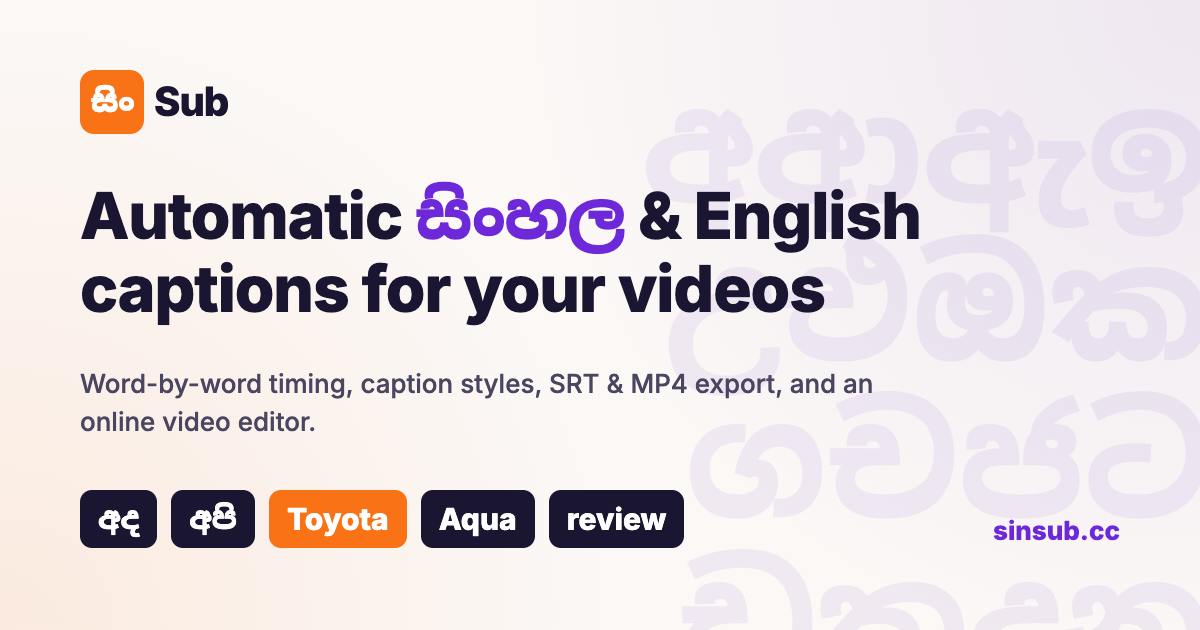 සිං Sub
Automatic සිංහල & English
captions for your videos
Word-by-word timing, caption styles, SRT & MP4 export, and an
online video editor.
අද අපි Toyota Aqua review
sinsub.cc